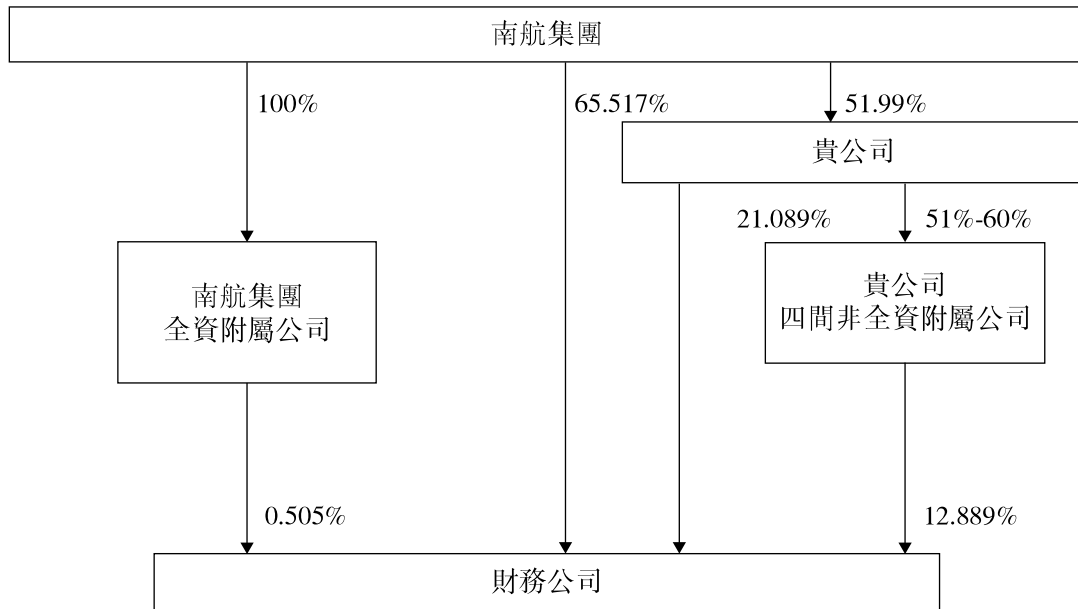 南航集團
100%
65.517%
51.99%
貴公司
21.089%
51%-60%
南航集團
全資附屬公司
貴公司
四間非全資附屬公司
0.505%
12.889%
財務公司